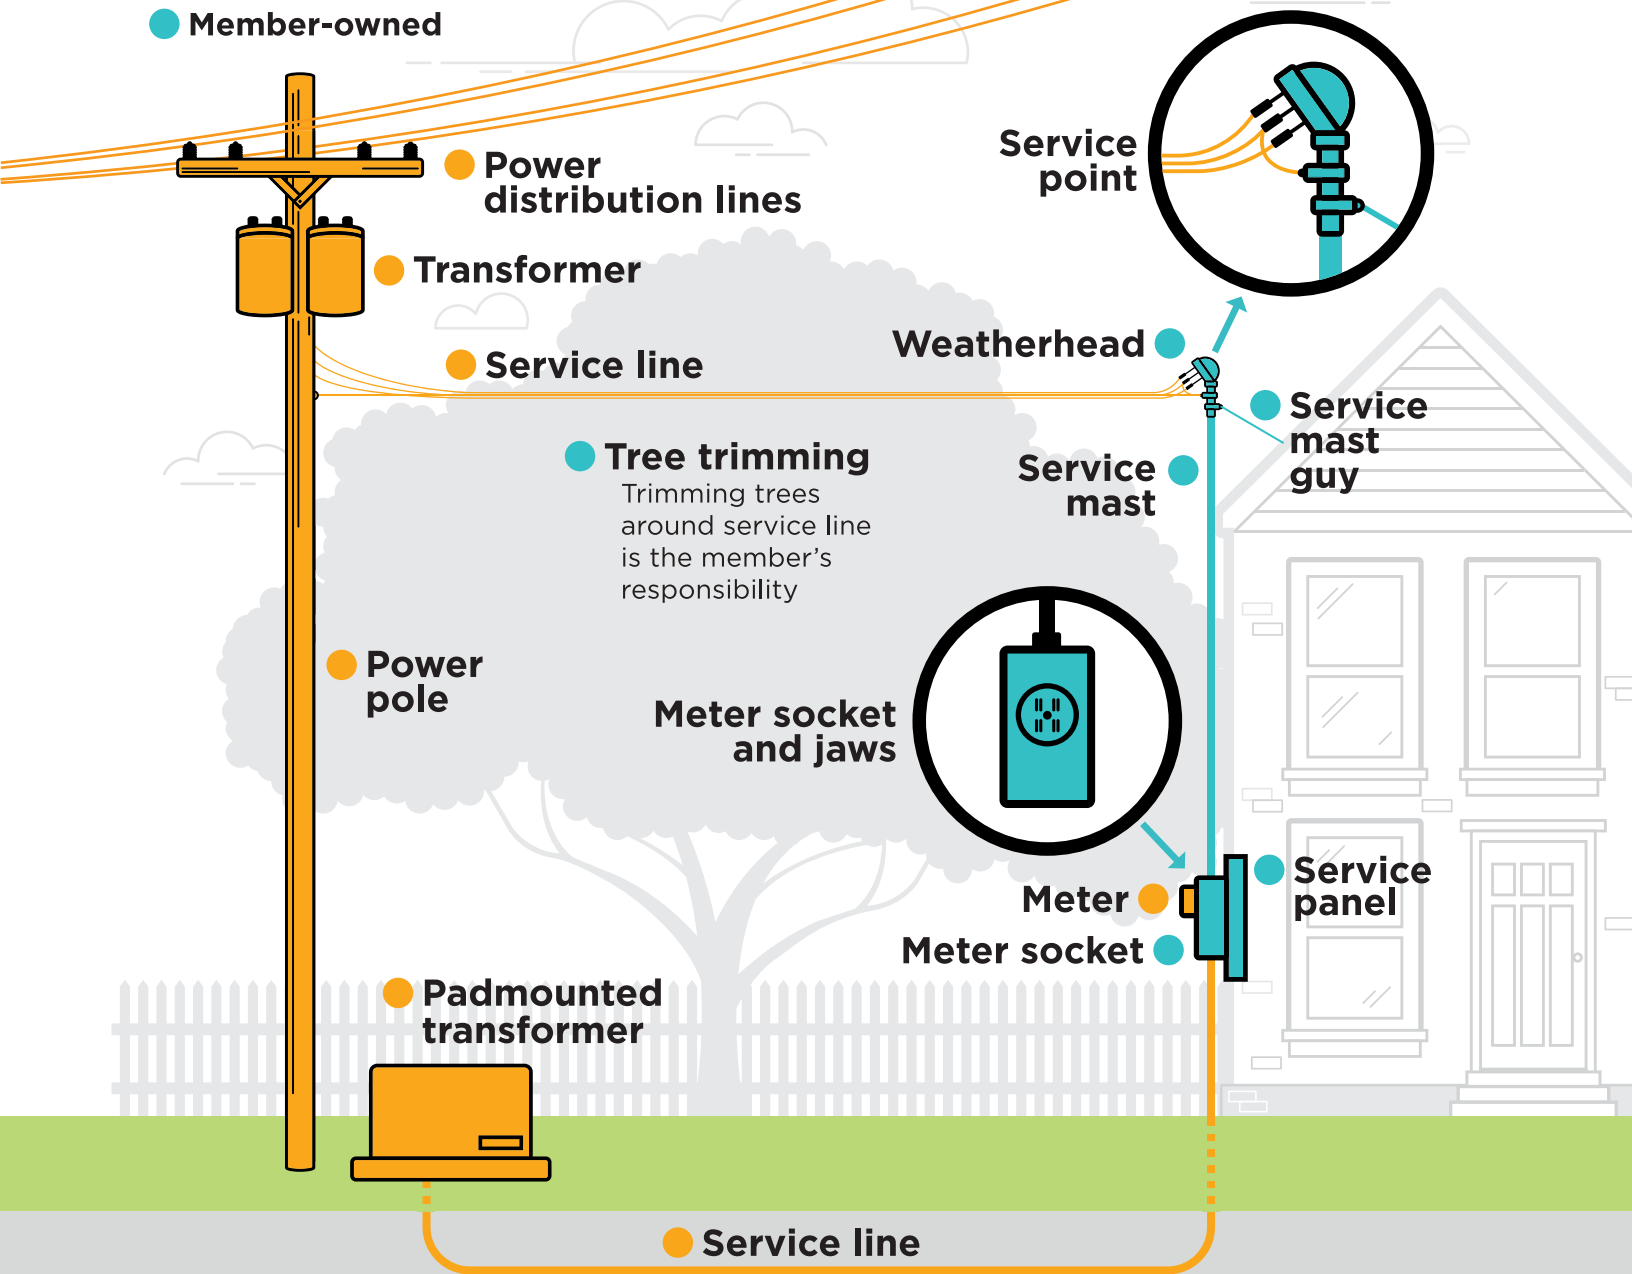 Member-owned
Power
distribution lines
Service
point
Transformer
Weatherhead
Service line
Service
mast
guy
Tree trimming
Trimming trees
around service line
is the member's
responsibility
Service
mast
Power
pole
Meter socket
and jaws
Service
panel
Meter
Meter socket
Padmounted
transformer
Service line